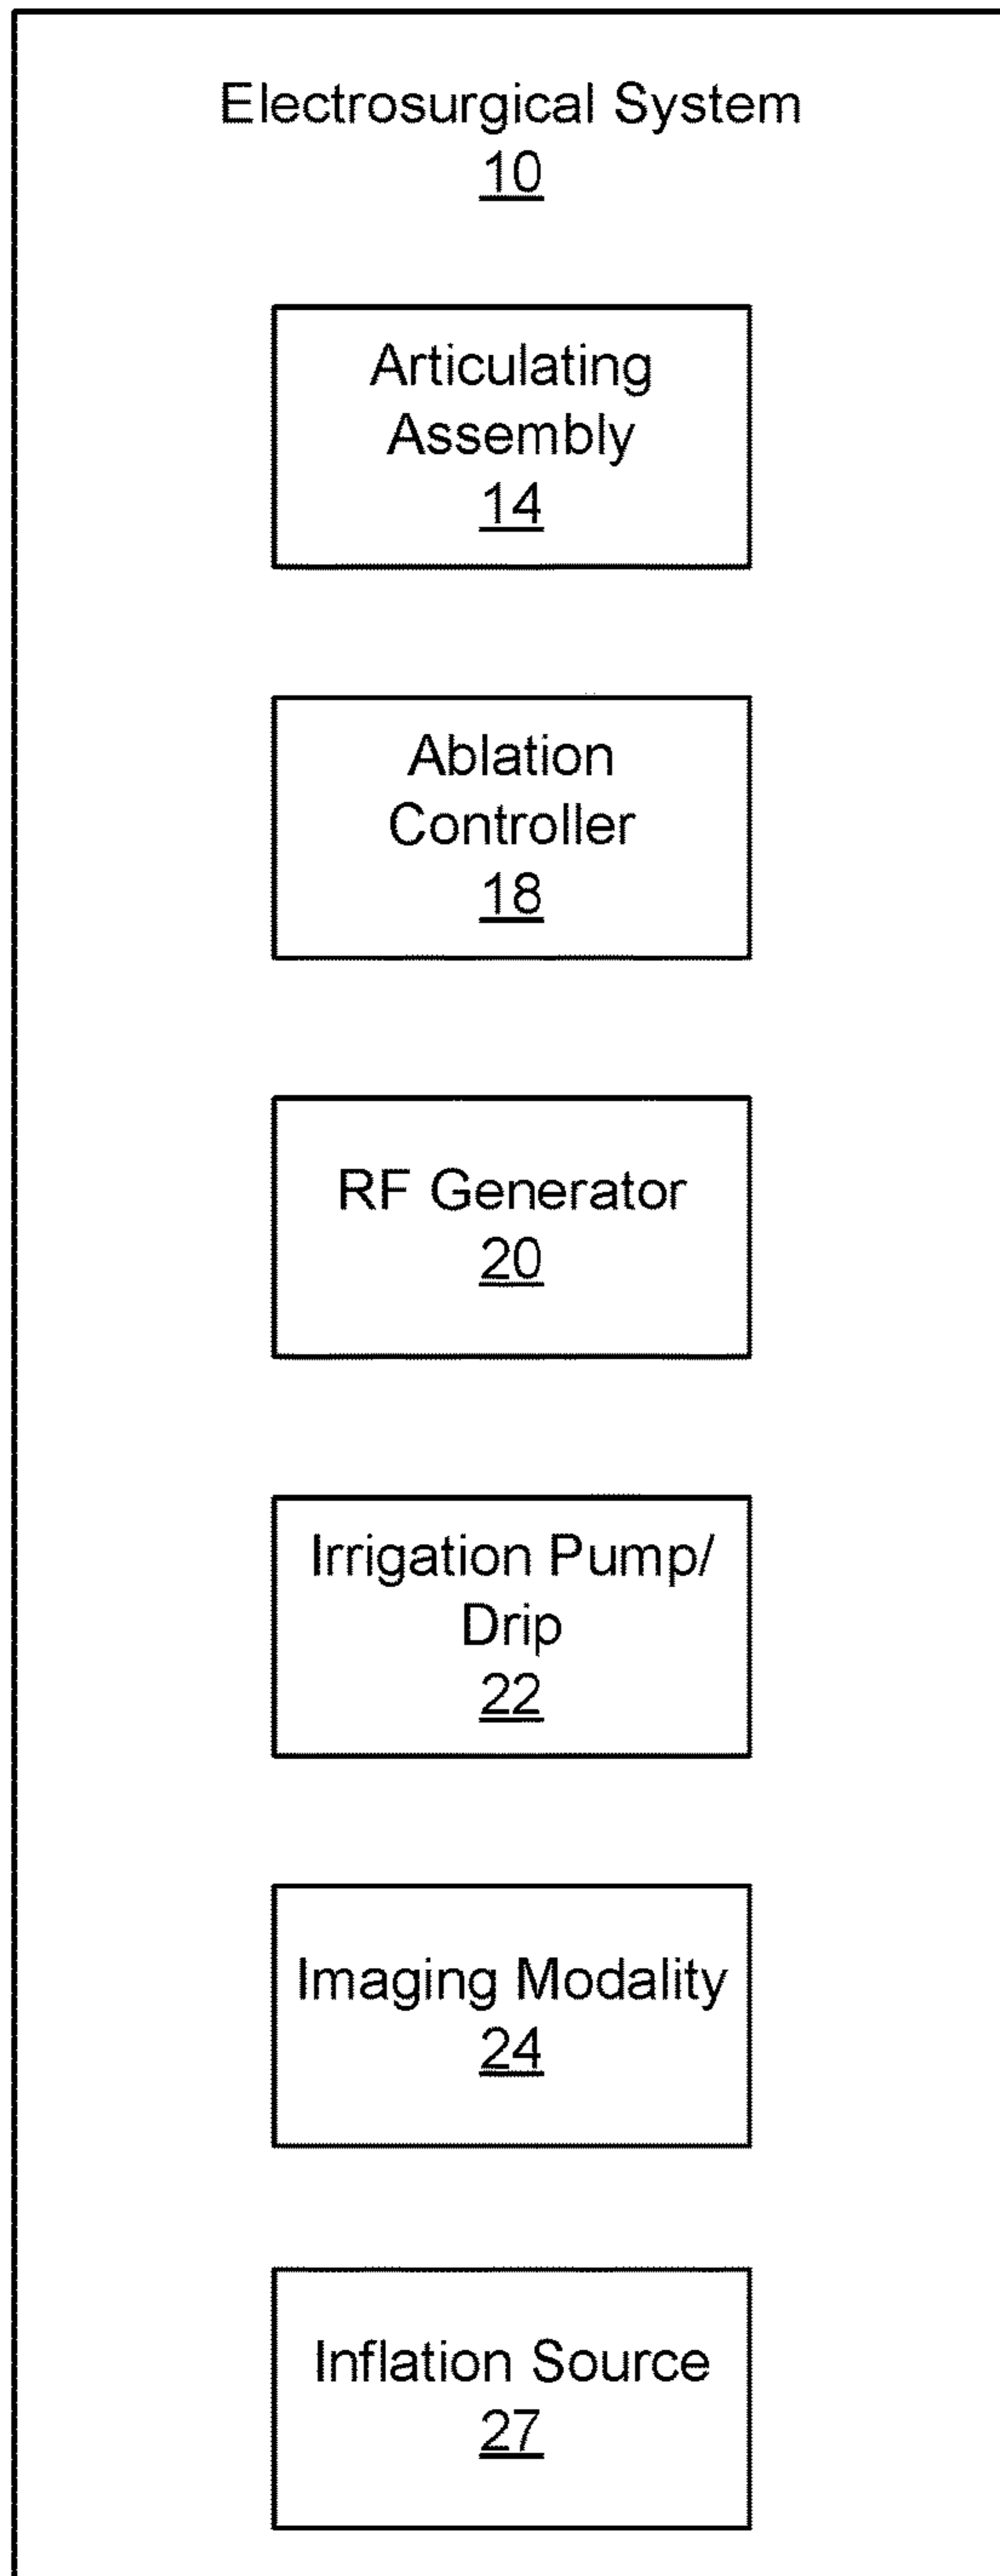 Electrosurgical System
10
Articulating
Assembly
14
Ablation
Controller
18
RF Generator
20
Irrigation Pump/
Drip
22
Imaging Modality
24
Inflation Source
27